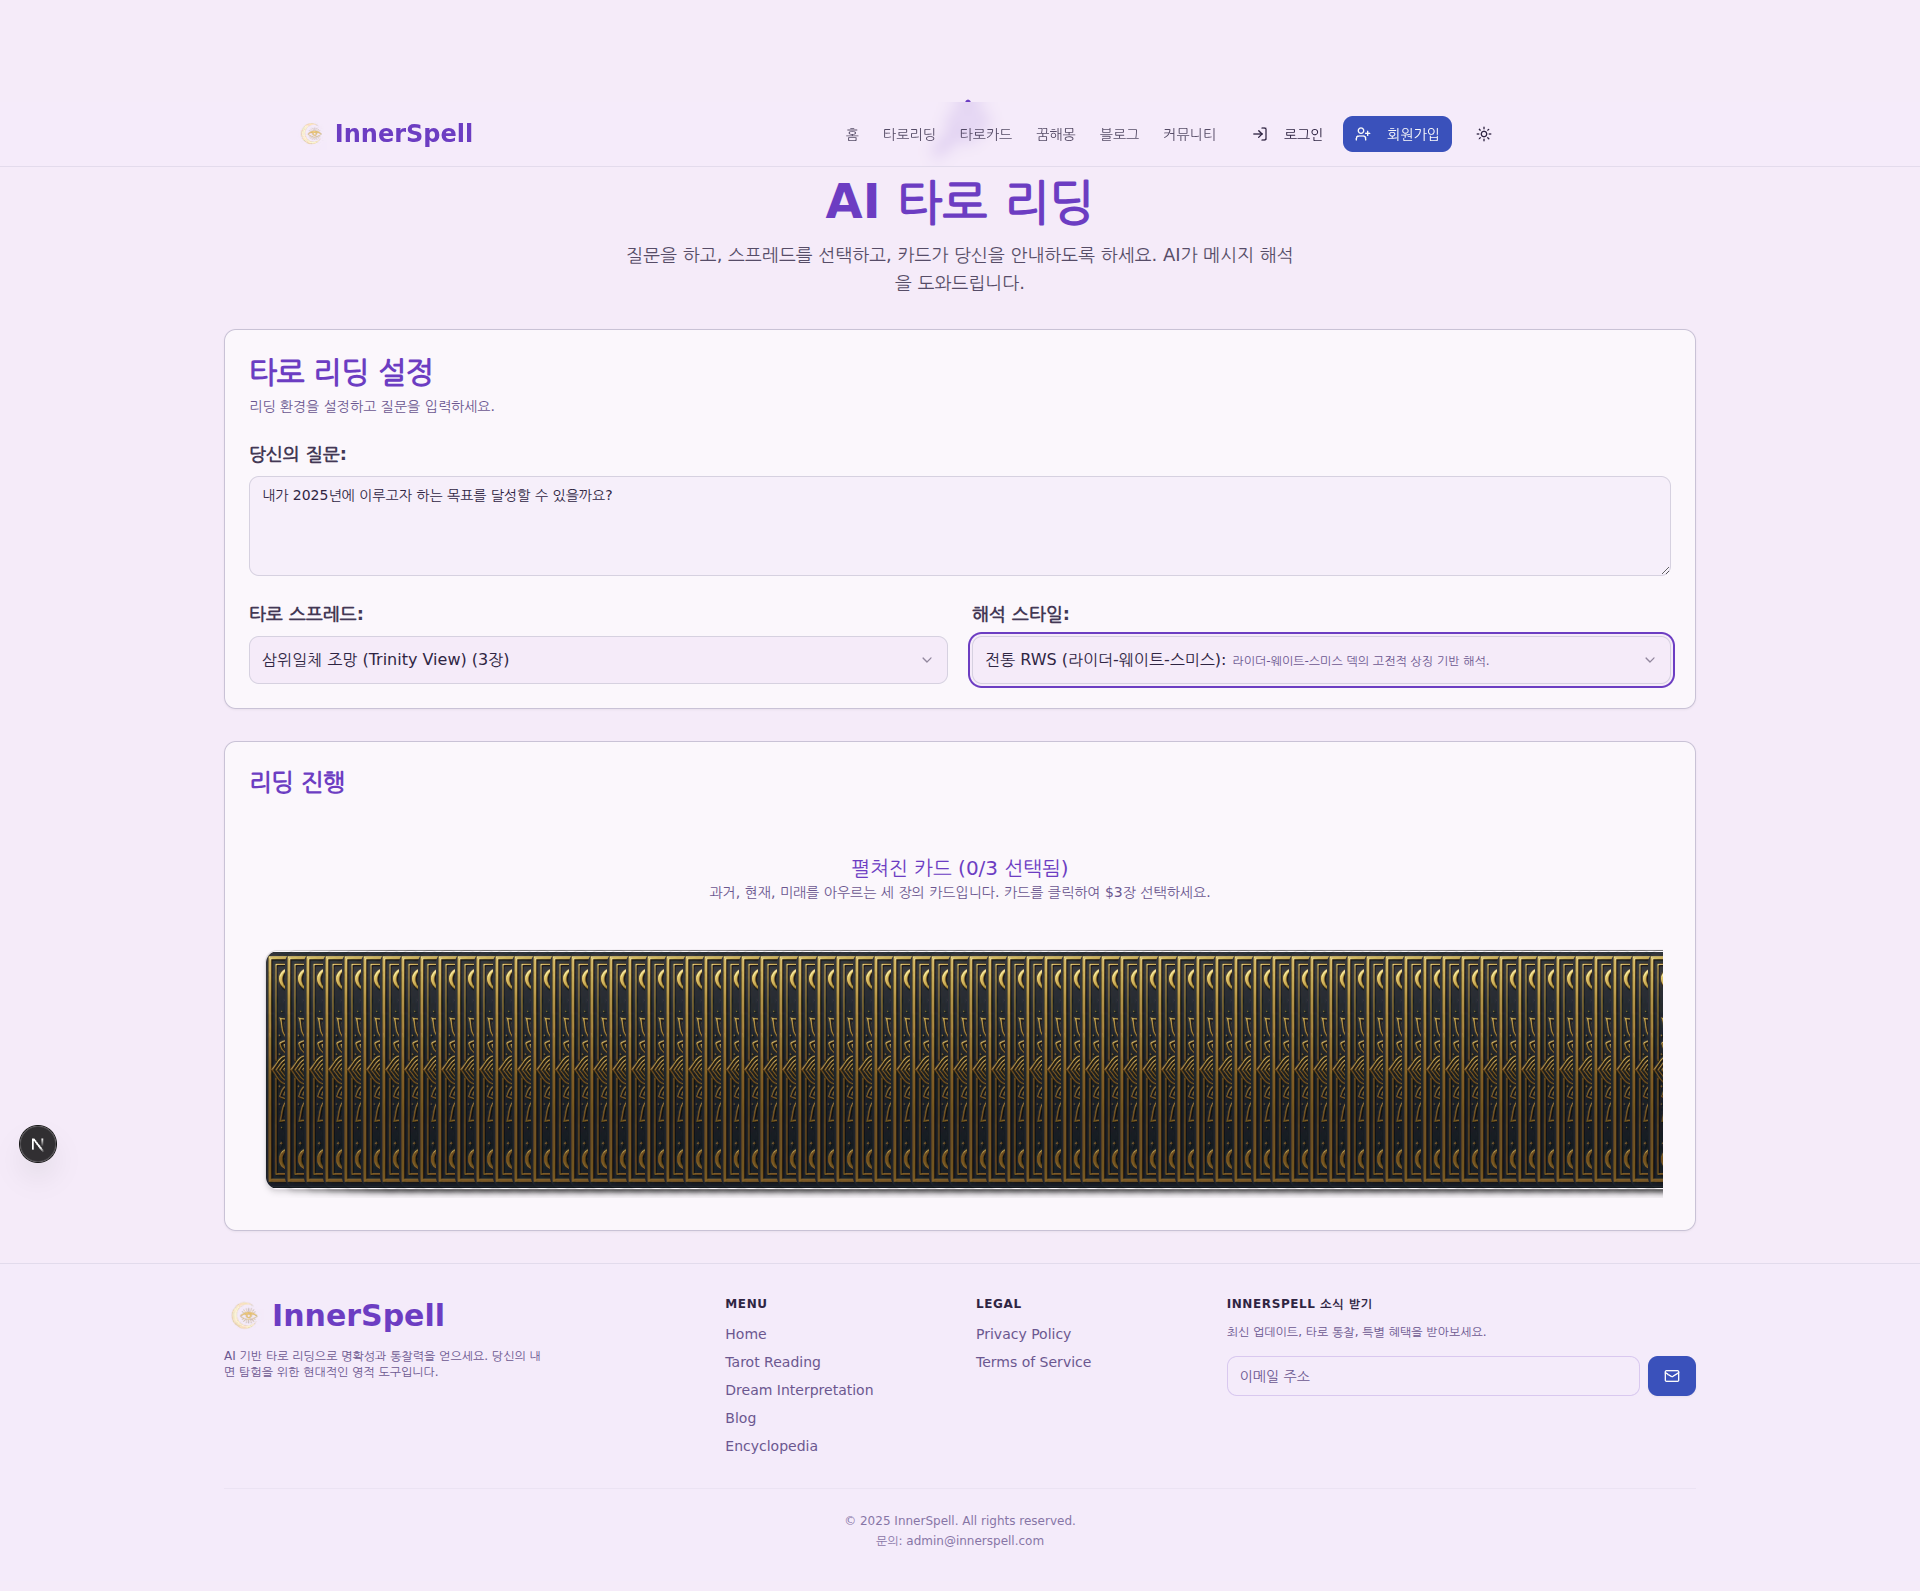 InnerSpell
홈 타로리딩 타로카드 꿈해몽 블로그 커뮤니티 로그인 회원가입
AI 타로 리딩
질문을 하고, 스프레드를 선택하고, 카드가 당신을 안내하도록 하세요. AI가 메시지 해석
을 도와드립니다.
타로 리딩 설정
리딩 환경을 설정하고 질문을 입력하세요.
당신의 질문:
내가 2025년에 이루고자 하는 목표를 달성할 수 있을까요?
타로 스프레드:
해석 스타일:
삼위일체 조망 (Trinity View) (3장)
전통 RWS (라이더-웨이트-스미스): 라이더-웨이트-스미스 덱의 고전적 상징 기반 해석.
리딩 진행
펼쳐진 카드 (0/3 선택됨)
과거, 현재, 미래를 아우르는 세 장의 카드입니다. 카드를 클릭하여 $3장 선택하세요.
N
InnerSpell
AI 기반 타로 리딩으로 명확성과 통찰력을 얻으세요. 당신의 내
면 탐험을 위한 현대적인 영적 도구입니다.
MENU
Home
Tarot Reading
Dream Interpretation
Blog
Encyclopedia
LEGAL
Privacy Policy
Terms of Service
INNERSPELL 소식 받기
최신 업데이트, 타로 통찰, 특별 혜택을 받아보세요.
이메일 주소
© 2025 InnerSpell. All rights reserved.
문의: admin@innerspell.com